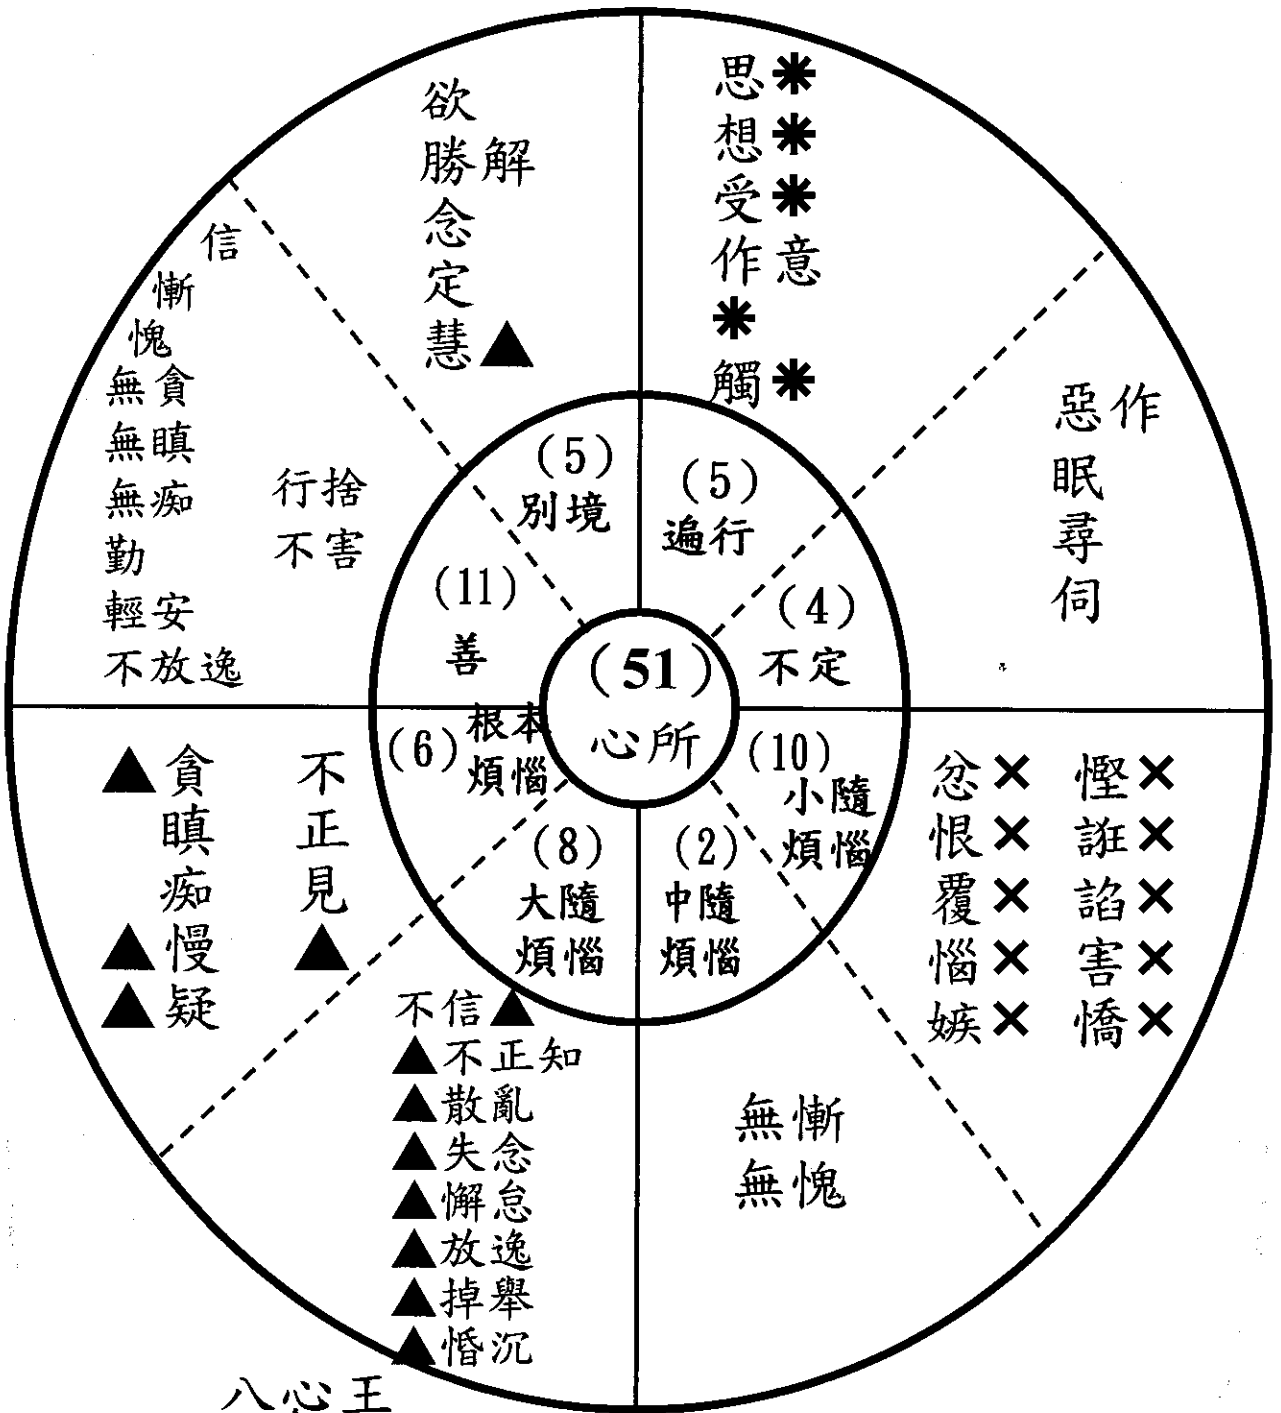 欲
勝解
念
定
慧▲
思✱
想✱
受✱
作意
✱
觸✱
信
慚
愧
無貪
無瞋
無痴
勤
輕安
不放逸
行捨
不害
惡作
眠
尋
伺
(5)
別境
(5)
遍行
(11)
善
(4)
不定
(51)
心所
(6)
根本
煩惱
(10)
小隨
煩惱
(8)
大隨
煩惱
(2)
中隨
煩惱
▲貪
瞋
痴
▲慢
▲疑
不
正
見
▲
忿✕
恨✕
覆✕
惱✕
嫉✕
慳✕
誑✕
諂✕
害✕
憍✕
不信▲
▲不正知
▲散亂
▲失念
▲懈怠
▲放逸
▲掉舉
▲惛沉
無慚
無愧
八心王